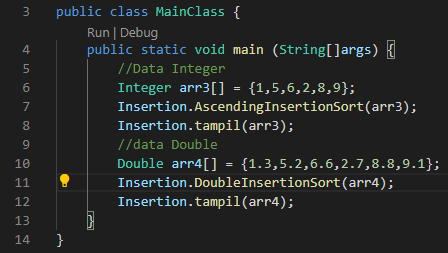 3 public class MainClass {
Run | Debug
4 public static void main (String[]args) {
5 //Data Integer
6 Integer arr3[] = {1,5,6,2,8,9};
7 Insertion.AscendingInsertionSort(arr3);
8 Insertion.tampil(arr3);
9 //data Double
10 Double arr4[] = {1.3,5.2,6.6,2.7,8.8,9.1};
11 Insertion.DoubleInsertionSort(arr4);
12 Insertion.tampil(arr4);
13 }
14 }